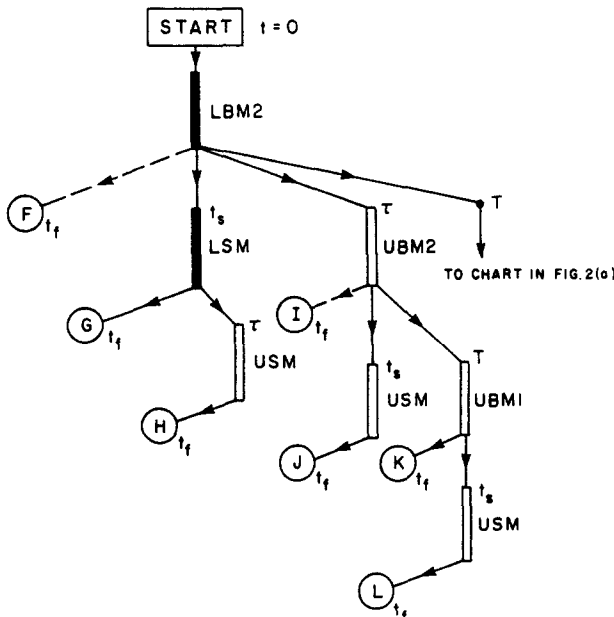 START t=0
LBM2
F
t_f
t_s
LSM
τ
UBM2
T
TO CHART IN FIG.2(a)
G
t_f
τ
USM
I
t_f
H
t_f
t_s
USM
T
UBM1
J
t_f
K
t_f
t_s
USM
L
t_f